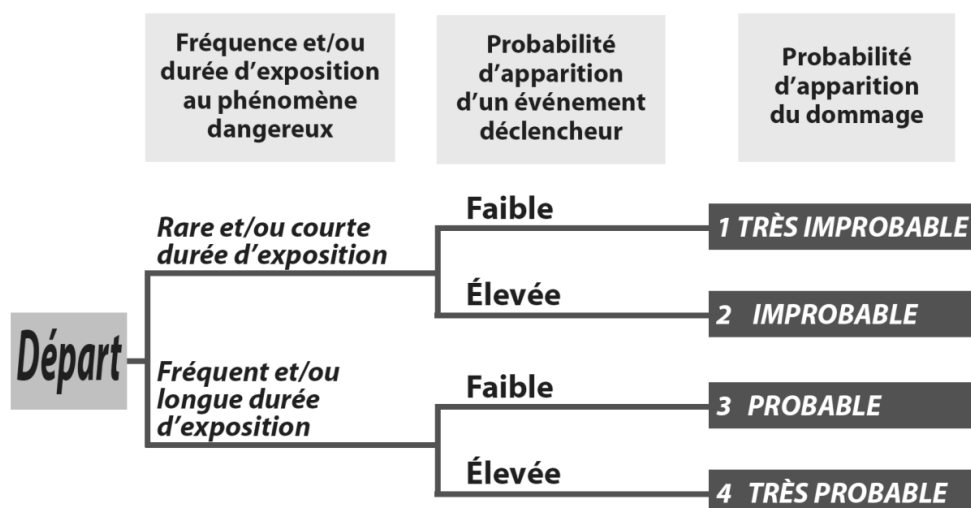 Fréquence et/ou
durée d'exposition
au phénomène
dangereux
Probabilité
d'apparition
d'un événement
déclencheur
Probabilité
d'apparition
du dommage
Départ
Rare et/ou courte
durée d'exposition
Faible
1 TRÈS IMPROBABLE
Élevée
2 IMPROBABLE
Fréquent et/ou
longue durée
d'exposition
Faible
3 PROBABLE
Élevée
4 TRÈS PROBABLE